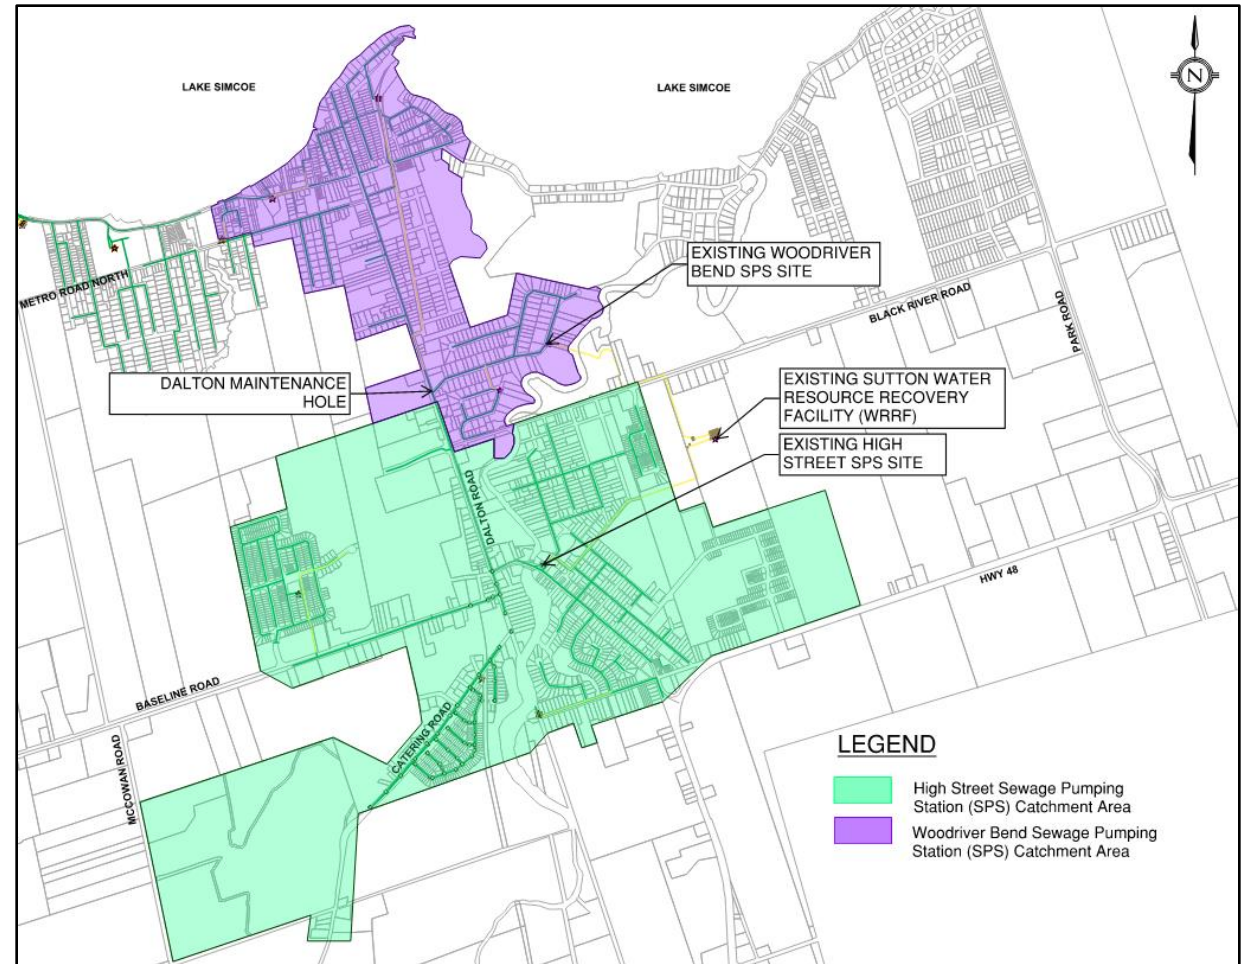 LAKE SIMCOE
LAKE SIMCOE
N
EXISTING WOODRIVER
BEND SPS SITE
METRO ROAD NORTH
BLACK RIVER ROAD
PARK ROAD
DALTON MAINTENANCE
HOLE
EXISTING SUTTON WATER
RESOURCE RECOVERY
FACILITY (WRRF)
EXISTING HIGH
STREET SPS SITE
DALTON ROAD
HWY 48
BASELINE ROAD
CATERING ROAD
MCCOWAN ROAD
LEGEND
High Street Sewage Pumping
Station (SPS) Catchment Area
Woodriver Bend Sewage Pumping
Station (SPS) Catchment Area